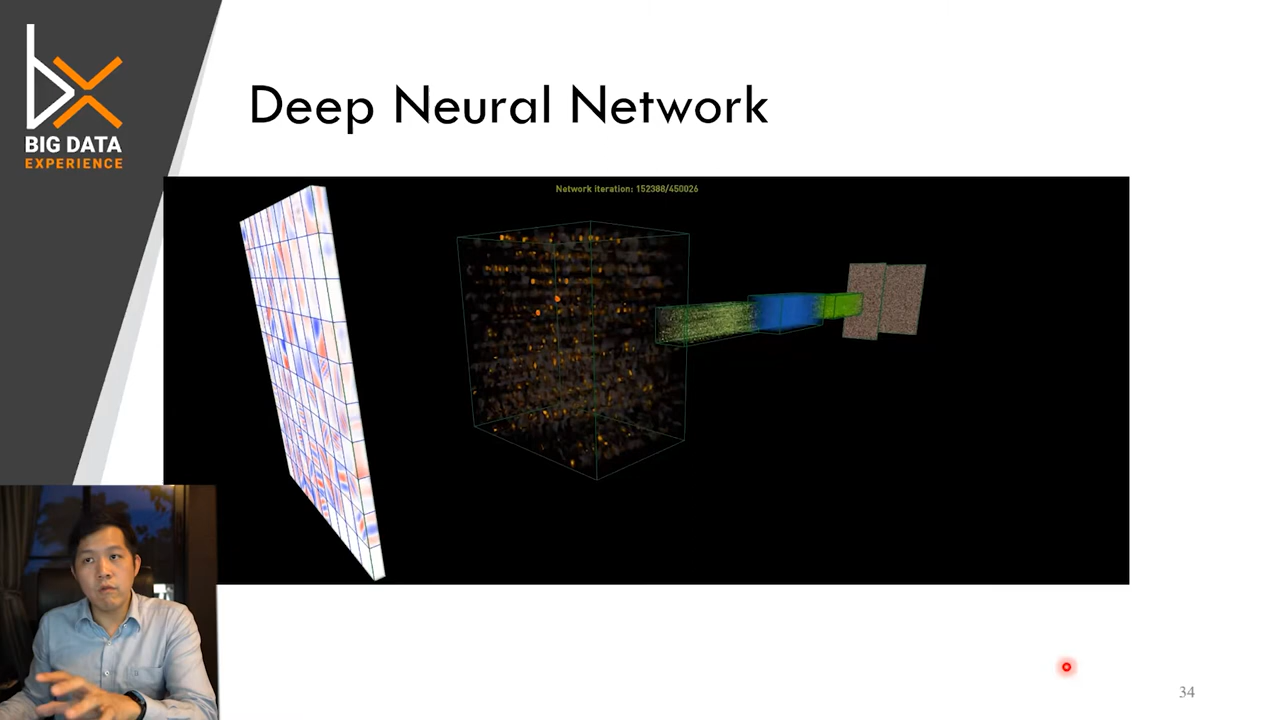 BIG DATA
EXPERIENCE
Deep Neural Network
Network iteration: 152388/450026
34